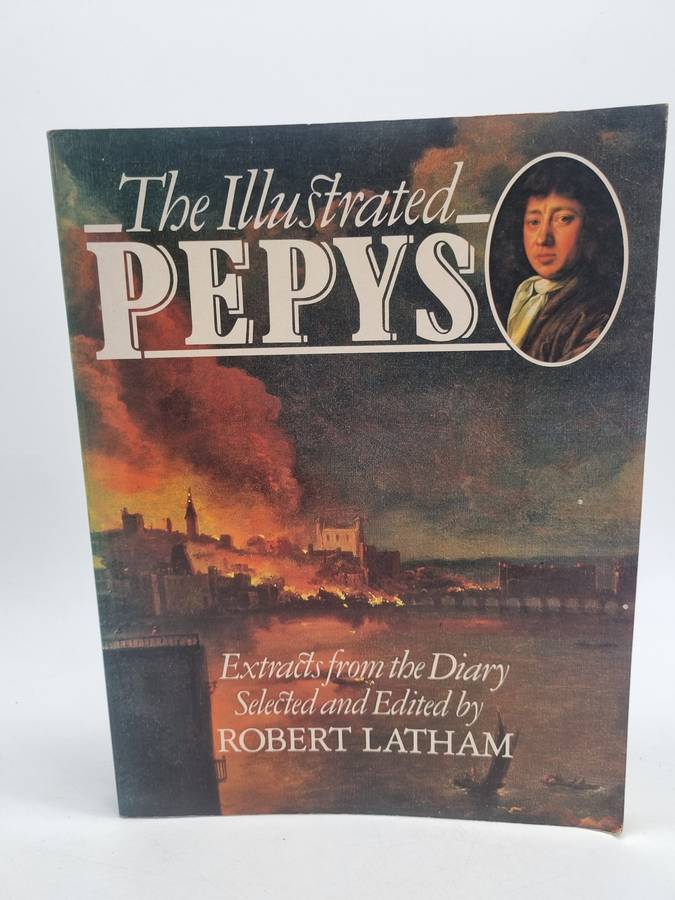 The Illustrated
PEPYS
Extracts from the Diary
Selected and Edited by
ROBERT LATHAM